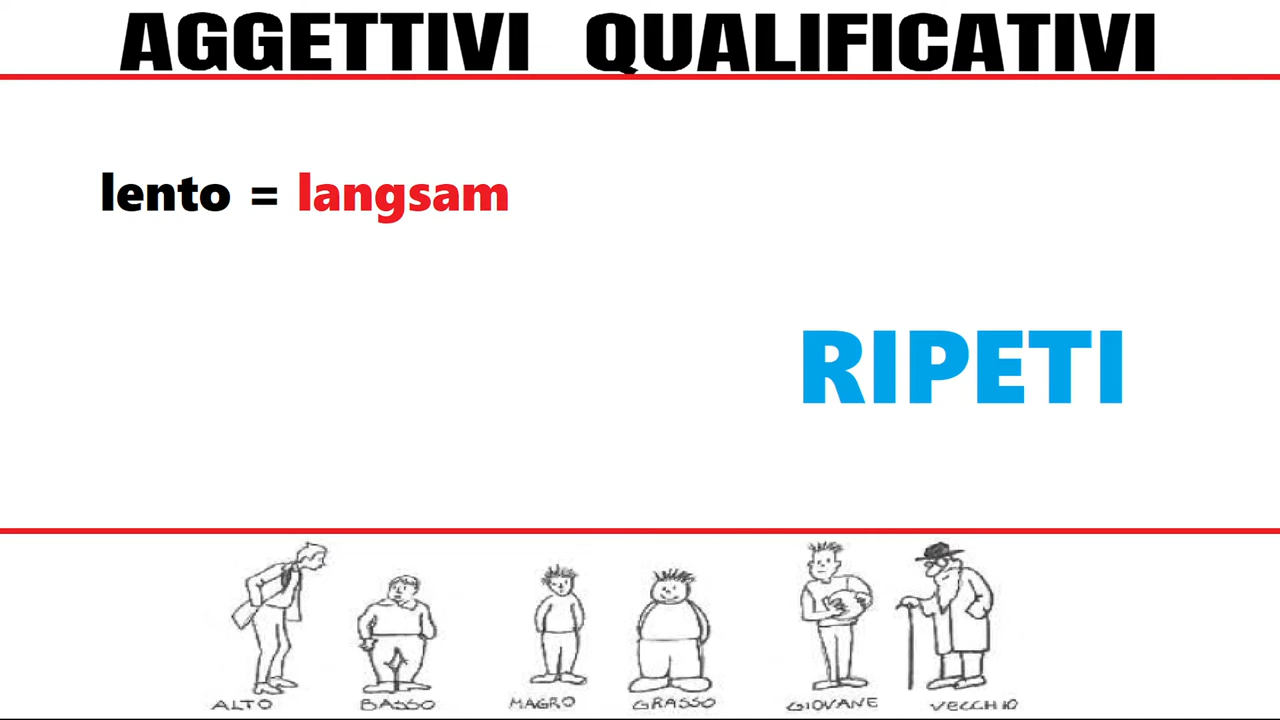 AGGETTIVI QUALIFICATIVI
lento = langsam
RIPETI
ALTO BASSO MAGRO GRASSO GIOVANE VECCHIO